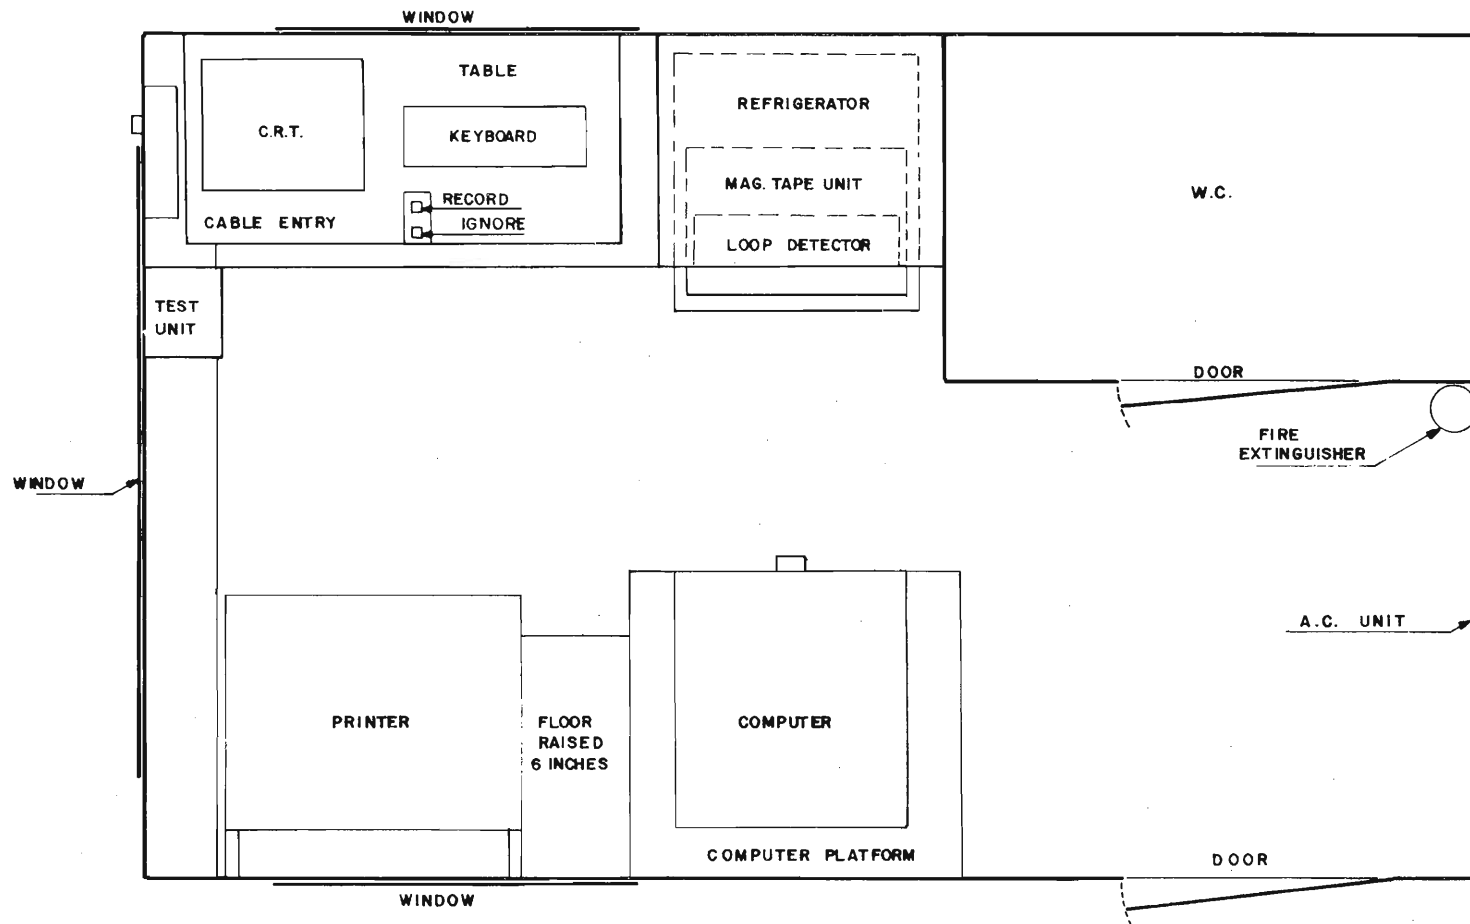 WINDOW
TABLE
C.R.T.
KEYBOARD
RECORD
CABLE ENTRY
IGNORE
REFRIGERATOR
MAG. TAPE UNIT
LOOP DETECTOR
W.C.
TEST
UNIT
DOOR
FIRE
EXTINGUISHER
WINDOW
A.C. UNIT
PRINTER
FLOOR
RAISED
6 INCHES
COMPUTER
COMPUTER PLATFORM
DOOR
WINDOW